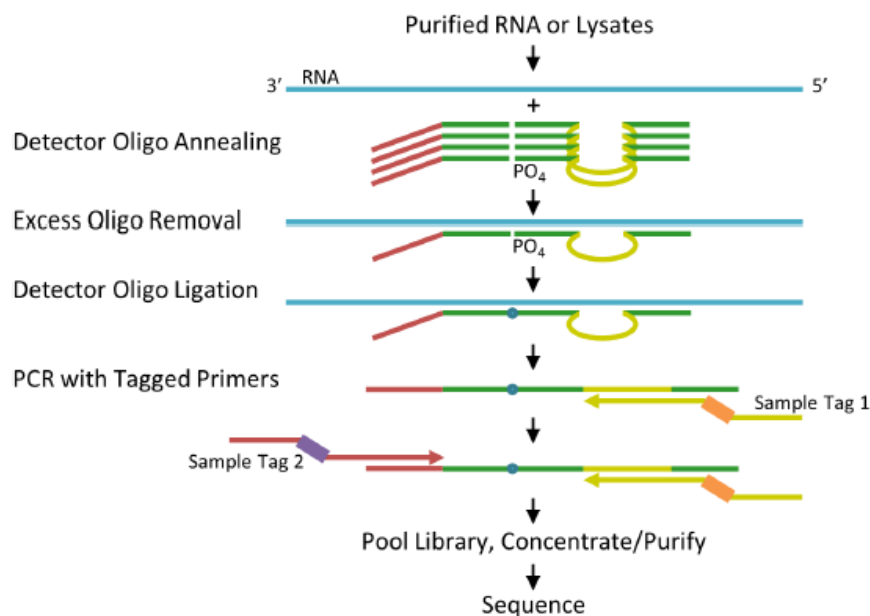 Purified RNA or Lysates
3’ RNA 5’
+
Detector Oligo Annealing
PO4
Excess Oligo Removal
PO4
Detector Oligo Ligation
PCR with Tagged Primers
Sample Tag 1
Sample Tag 2
Pool Library, Concentrate/Purify
Sequence